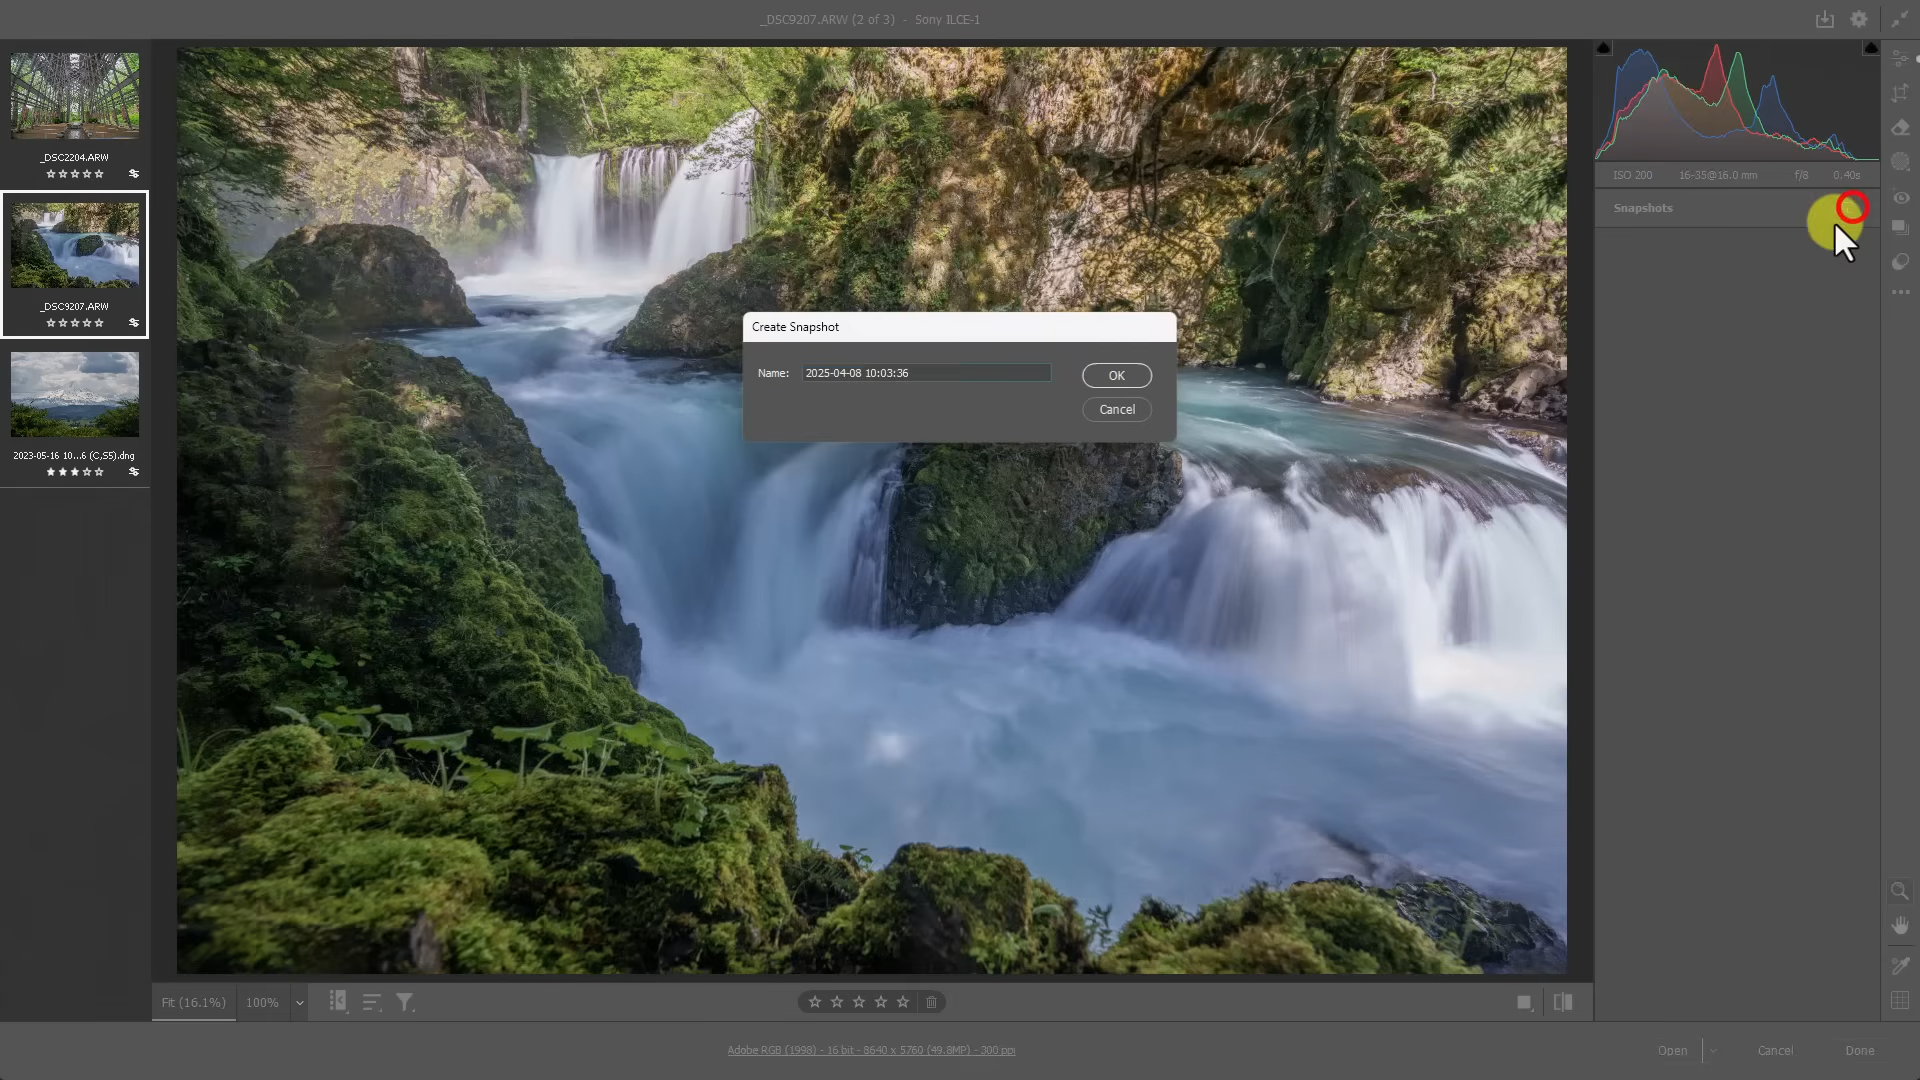 _DSC9207.ARW (2 of 3)  -  Sony ILCE-1
_DSC2204.ARW
_DSC9207.ARW
2023-05-16 10...6 (C,S5).dng
ISO 200 16-35@16.0 mm f/8 0.40s
Snapshots
Create Snapshot
Name: 2025-04-08 10:03:36
OK
Cancel
Fit (16.1%) 100%
Adobe RGB (1998) - 16 bit - 8640 x 5760 (49.8MP) - 300 ppi
Open Cancel Done